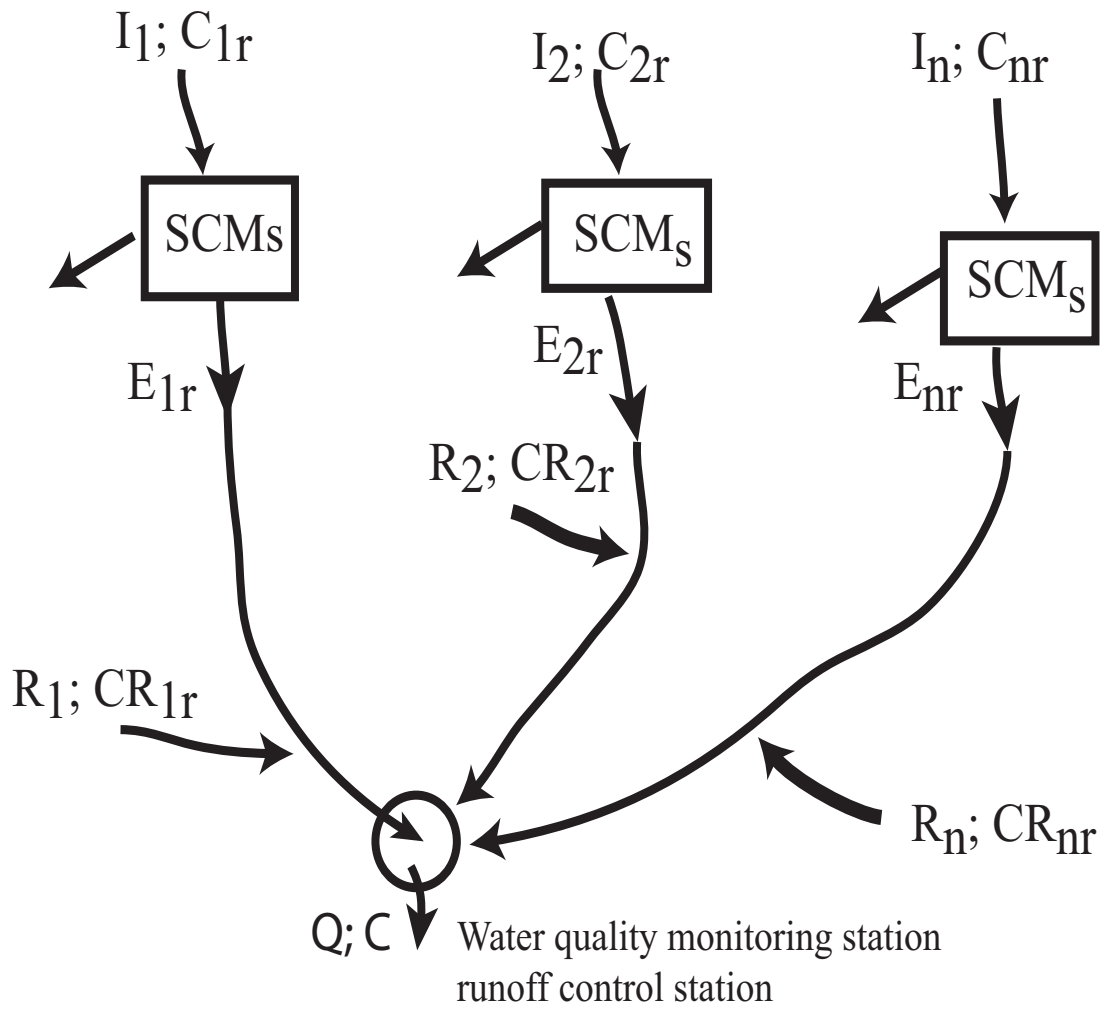 I1; C1r
I2; C2r
In; Cnr
SCMs
SCMs
SCMs
E1r
E2r
Enr
R2; CR2r
R1; CR1r
Rn; CRnr
Q; C
Water quality monitoring station
runoff control station